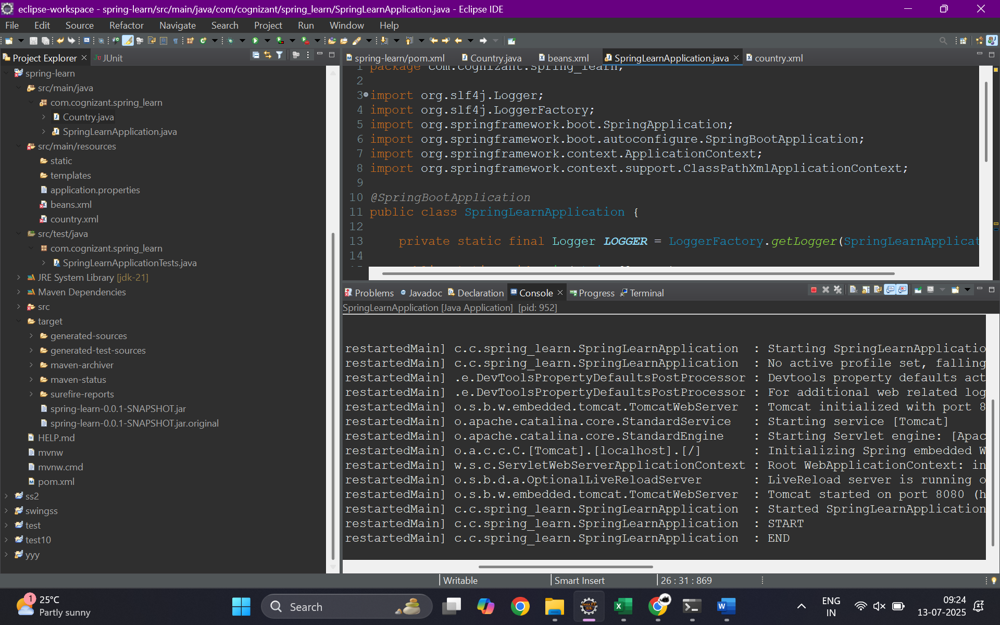 eclipse-workspace - spring-learn/src/main/java/com/cognizant/spring_learn/SpringLearnApplication.java - Eclipse IDE
File Edit Source Refactor Navigate Search Project Run Window Help
Project Explorer
JUnit
spring-learn
src/main/java
com.cognizant.spring_learn
Country.java
SpringLearnApplication.java
src/main/resources
static
templates
application.properties
beans.xml
country.xml
src/test/java
com.cognizant.spring_learn
SpringLearnApplicationTests.java
JRE System Library [jdk-21]
Maven Dependencies
src
target
generated-sources
generated-test-sources
maven-archiver
maven-status
surefire-reports
spring-learn-0.0.1-SNAPSHOT.jar
spring-learn-0.0.1-SNAPSHOT.jar.original
HELP.md
mvnw
mvnw.cmd
pom.xml
ss2
swingss
test
test10
yyy
spring-learn/pom.xml Country.java beans.xml SpringLearnApplication.java country.xml
1 package com.cognizant.spring_learn;
2
3 import org.slf4j.Logger;
4 import org.slf4j.LoggerFactory;
5 import org.springframework.boot.SpringApplication;
6 import org.springframework.boot.autoconfigure.SpringBootApplication;
7 import org.springframework.context.ApplicationContext;
8 import org.springframework.context.support.ClassPathXmlApplicationContext;
9
10 @SpringBootApplication
11 public class SpringLearnApplication {
12
13 private static final Logger LOGGER = LoggerFactory.getLogger(SpringLearnApplicat
14
Problems Javadoc Declaration Console Progress Terminal
SpringLearnApplication [Java Application] [pid: 952]
restartedMain] c.c.spring_learn.SpringLearnApplication : Starting SpringLearnApplicatio
restartedMain] c.c.spring_learn.SpringLearnApplication : No active profile set, falling
restartedMain] .e.DevToolsPropertyDefaultsPostProcessor : Devtools property defaults act
restartedMain] .e.DevToolsPropertyDefaultsPostProcessor : For additional web related log
restartedMain] o.s.b.w.embedded.tomcat.TomcatWebServer : Tomcat initialized with port 8
restartedMain] o.apache.catalina.core.StandardService : Starting service [Tomcat]
restartedMain] o.apache.catalina.core.StandardEngine : Starting Servlet engine: [Apac
restartedMain] o.a.c.c.C.[Tomcat].[localhost].[/] : Initializing Spring embedded W
restartedMain] w.s.c.ServletWebServerApplicationContext : Root WebApplicationContext: in
restartedMain] o.s.b.d.a.OptionalLiveReloadServer : LiveReload server is running o
restartedMain] o.s.b.w.embedded.tomcat.TomcatWebServer : Tomcat started on port 8080 (h
restartedMain] c.c.spring_learn.SpringLearnApplication : Started SpringLearnApplication
restartedMain] c.c.spring_learn.SpringLearnApplication : START
restartedMain] c.c.spring_learn.SpringLearnApplication : END
Writable Smart Insert 26 : 31 : 869
1
25°C
Partly sunny
Search
ENG
IN
09:24
13-07-2025